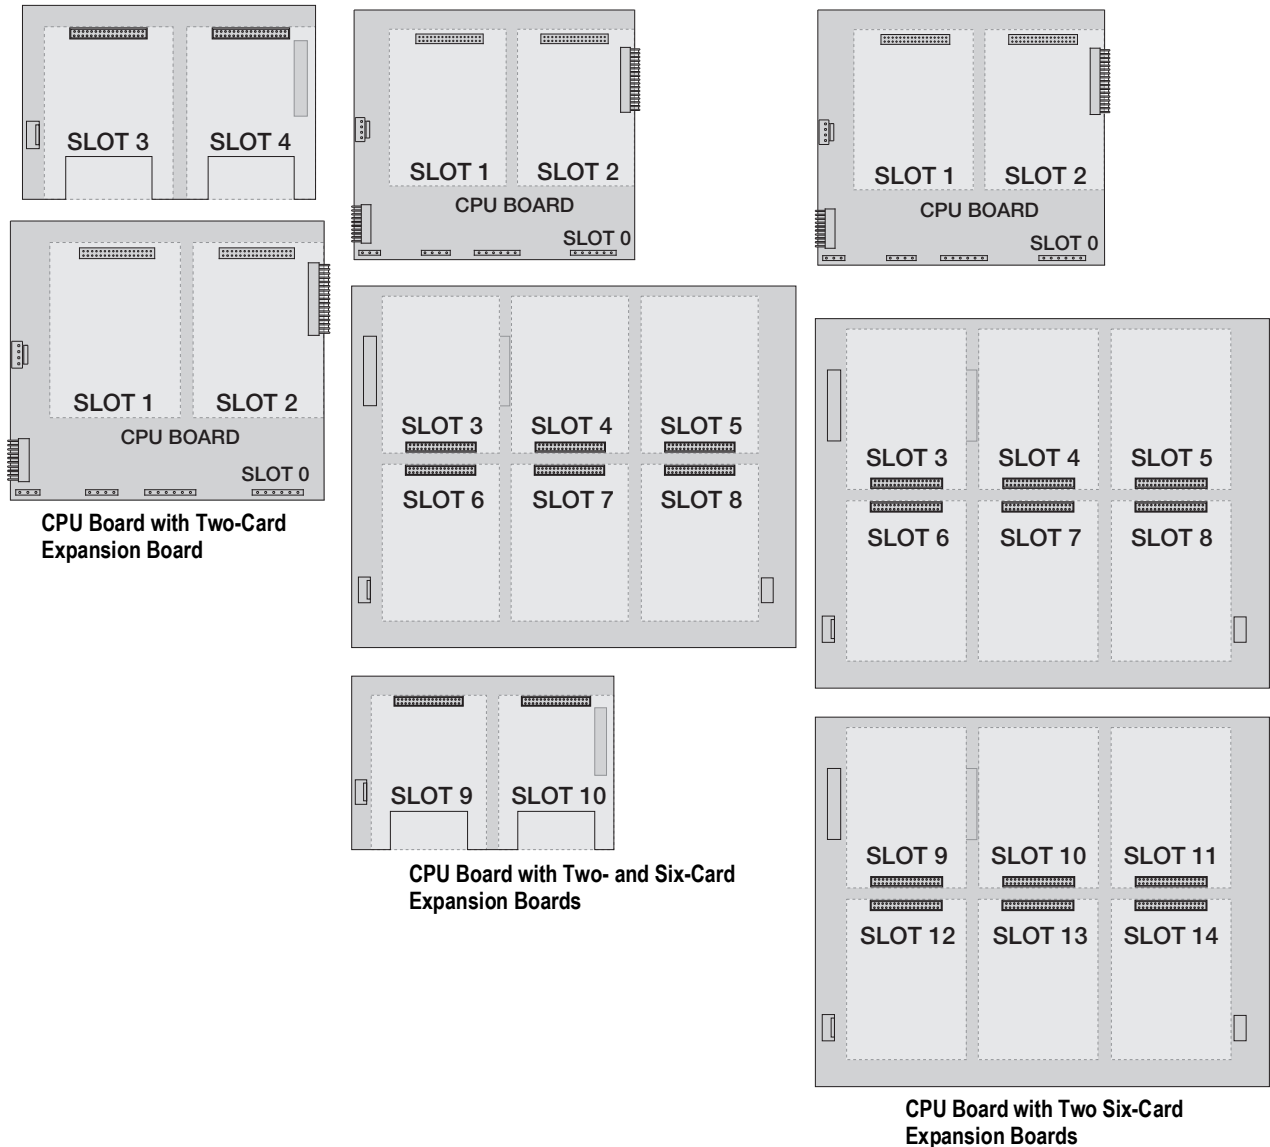 SLOT 3
SLOT 4
SLOT 1
SLOT 2
CPU BOARD
SLOT 0
CPU Board with Two-Card
Expansion Board
SLOT 1
SLOT 2
CPU BOARD
SLOT 0
SLOT 3
SLOT 4
SLOT 5
SLOT 6
SLOT 7
SLOT 8
SLOT 9
SLOT 10
CPU Board with Two- and Six-Card
Expansion Boards
SLOT 1
SLOT 2
CPU BOARD
SLOT 0
SLOT 3
SLOT 4
SLOT 5
SLOT 6
SLOT 7
SLOT 8
SLOT 9
SLOT 10
SLOT 11
SLOT 12
SLOT 13
SLOT 14
CPU Board with Two Six-Card
Expansion Boards